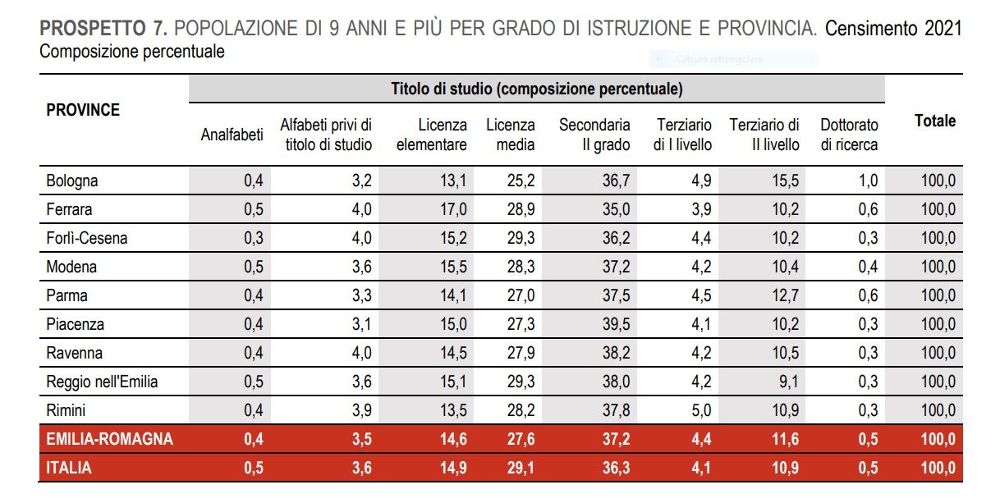 PROSPETTO 7. POPOLAZIONE DI 9 ANNI E PIÙ PER GRADO DI ISTRUZIONE E PROVINCIA. Censimento 2021
Composizione percentuale
Cattura rettangolare
Titolo di studio (composizione percentuale)
PROVINCE Analfabeti Alfabeti privi di titolo di studio Licenza elementare Licenza media Secondaria II grado Terziario di I livello Terziario di II livello Dottorato di ricerca Totale
Bologna 0,4 3,2 13,1 25,2 36,7 4,9 15,5 1,0 100,0
Ferrara 0,5 4,0 17,0 28,9 35,0 3,9 10,2 0,6 100,0
Forlì-Cesena 0,3 4,0 15,2 29,3 36,2 4,4 10,2 0,3 100,0
Modena 0,5 3,6 15,5 28,3 37,2 4,2 10,4 0,4 100,0
Parma 0,4 3,3 14,1 27,0 37,5 4,5 12,7 0,6 100,0
Piacenza 0,4 3,1 15,0 27,3 39,5 4,1 10,2 0,3 100,0
Ravenna 0,4 4,0 14,5 27,9 38,2 4,2 10,5 0,3 100,0
Reggio nell'Emilia 0,5 3,6 15,1 29,3 38,0 4,2 9,1 0,3 100,0
Rimini 0,4 3,9 13,5 28,2 37,8 5,0 10,9 0,3 100,0
EMILIA-ROMAGNA 0,4 3,5 14,6 27,6 37,2 4,4 11,6 0,5 100,0
ITALIA 0,5 3,6 14,9 29,1 36,3 4,1 10,9 0,5 100,0